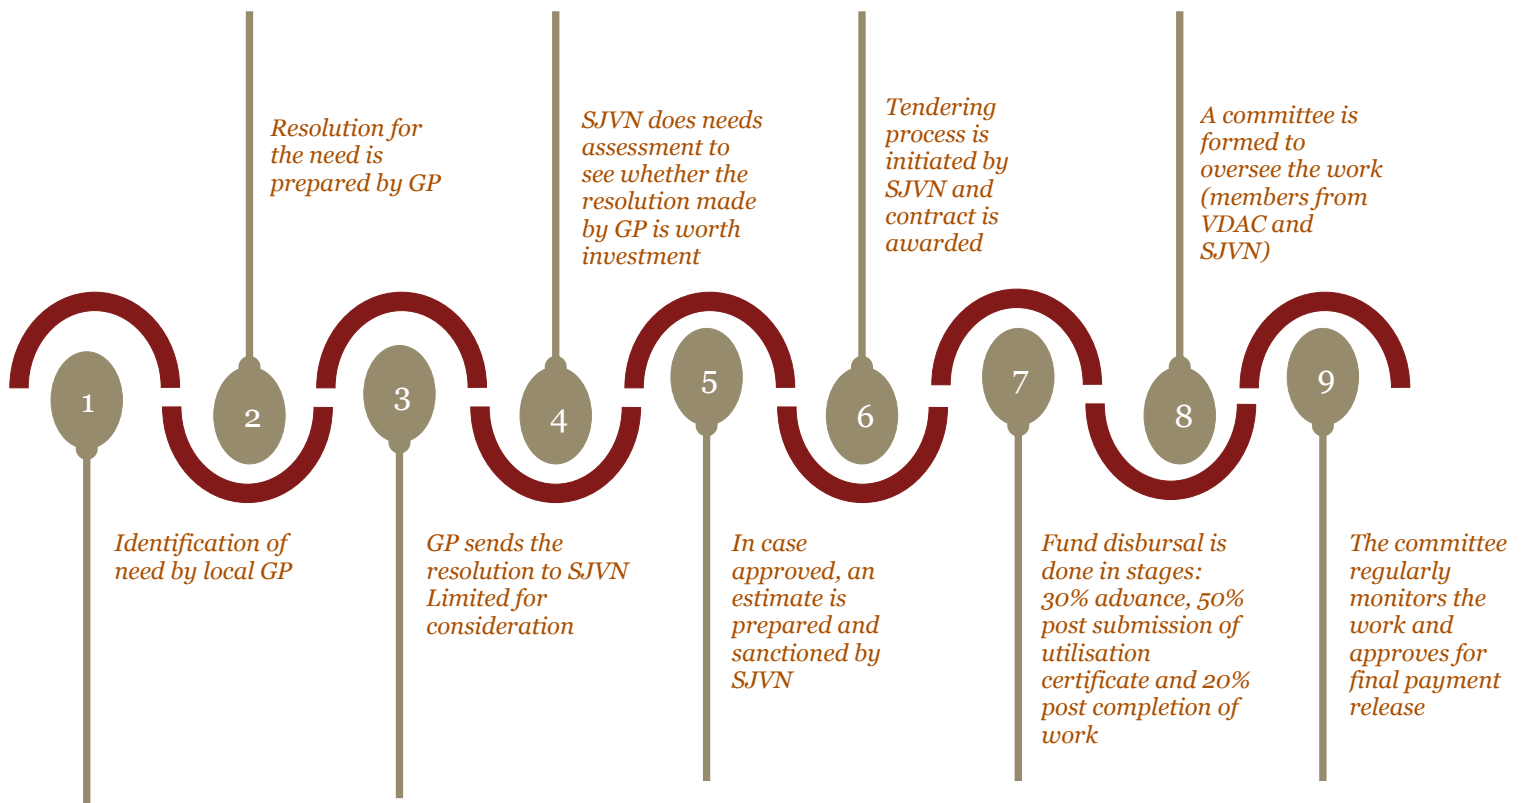 1
Identification of
need by local GP
2
Resolution for
the need is
prepared by GP
3
GP sends the
resolution to SJVN
Limited for
consideration
4
SJVN does needs
assessment to
see whether the
resolution made
by GP is worth
investment
5
In case
approved, an
estimate is
prepared and
sanctioned by
SJVN
6
Tendering
process is
initiated by
SJVN and
contract is
awarded
7
Fund disbursal is
done in stages:
30% advance, 50%
post submission of
utilisation
certificate and 20%
post completion of
work
8
A committee is
formed to
oversee the work
(members from
VDAC and
SJVN)
9
The committee
regularly
monitors the
work and
approves for
final payment
release